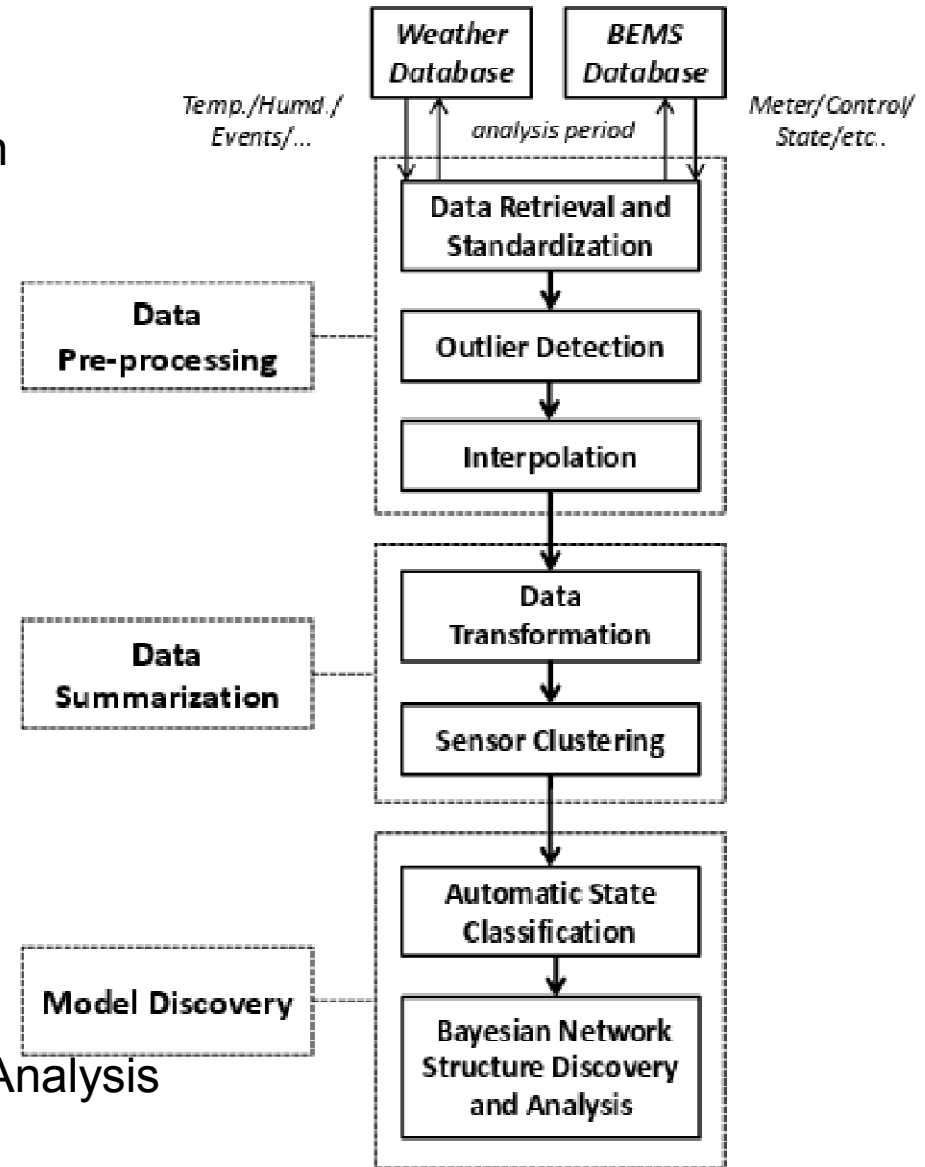 Weather
Database
BEMS
Database
Temp./Humd./
Events/...
analysis period
Meter/Control/
State/etc..
n
Data Retrieval and
Standardization
Data
Pre-processing
Outlier Detection
Interpolation
Data
Transformation
Data
Summarization
Sensor Clustering
Automatic State
Classification
Model Discovery
Bayesian Network
Structure Discovery
and Analysis
Analysis